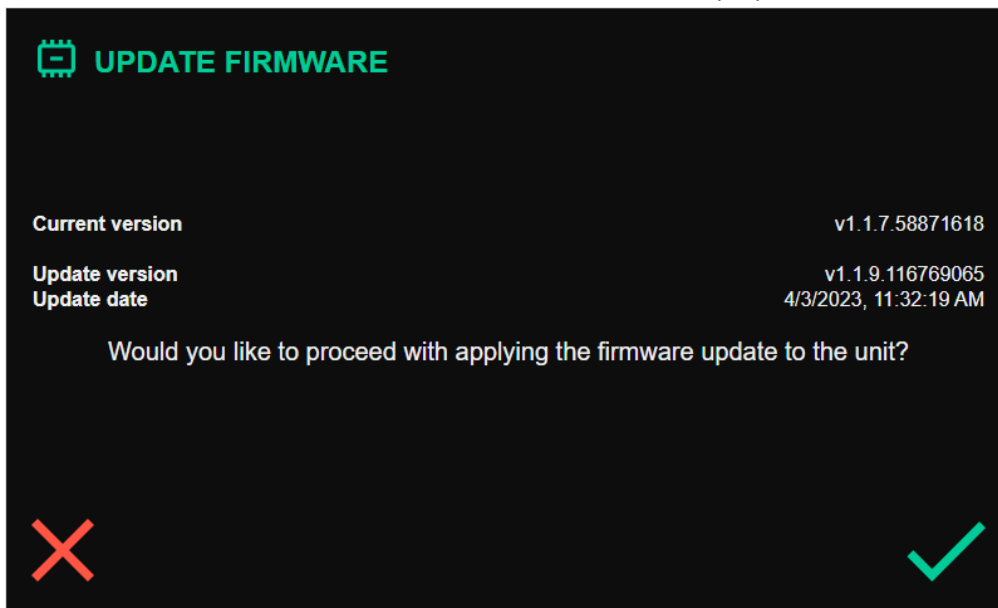 UPDATE FIRMWARE
Current version v1.1.7.58871618
Update version v1.1.9.116769065
Update date 4/3/2023, 11:32:19 AM
Would you like to proceed with applying the firmware update to the unit?